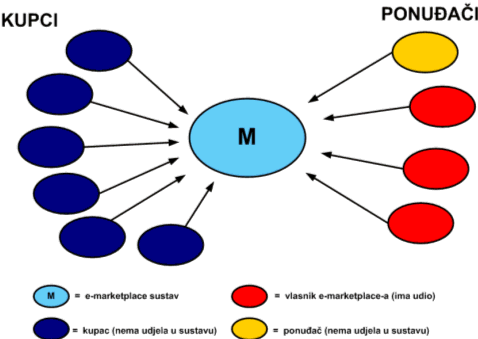 KUPCI
PONUĐAČI
M
M = e-marketplace sustav
= vlasnik e-marketplace-a (ima udio)
= kupac (nema udjela u sustavu)
= ponuđač (nema udjela u sustavu)